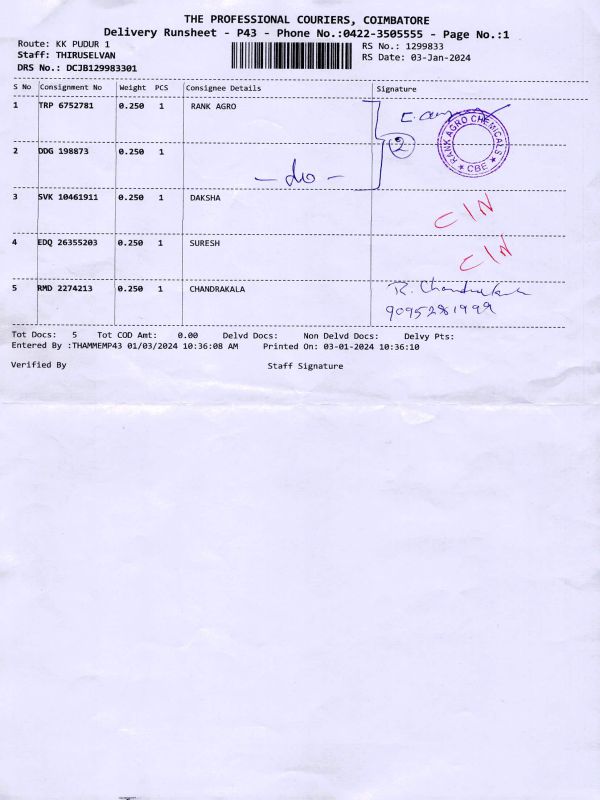 THE PROFESSIONAL COURIERS, COIMBATORE
Delivery Runsheet - P43 - Phone No.:0422-3505555 - Page No.:1
Route: KK PUDUR 1
RS No.: 1299833
Staff: THIRUSELVAN
RS Date: 03-Jan-2024
DRS No.: DCJB129983301
S No Consignment No Weight PCS Consignee Details Signature
1 TRP 6752781 0.250 1 RANK AGRO
RANK AGRO CHEMICALS
★ CBE ★
2
2 DDG 198873 0.250 1
- do -
3 SVK 10461911 0.250 1 DAKSHA
C/N
4 EDQ 26355203 0.250 1 SURESH
C/N
5 RMD 2274213 0.250 1 CHANDRAKALA
R. Chandrakala
9095281999
Tot Docs: 5 Tot COD Amt: 0.00 Delvd Docs: Non Delvd Docs: Delvy Pts:
Entered By :THAMMEMP43 01/03/2024 10:36:08 AM Printed On: 03-01-2024 10:36:10
Verified By Staff Signature